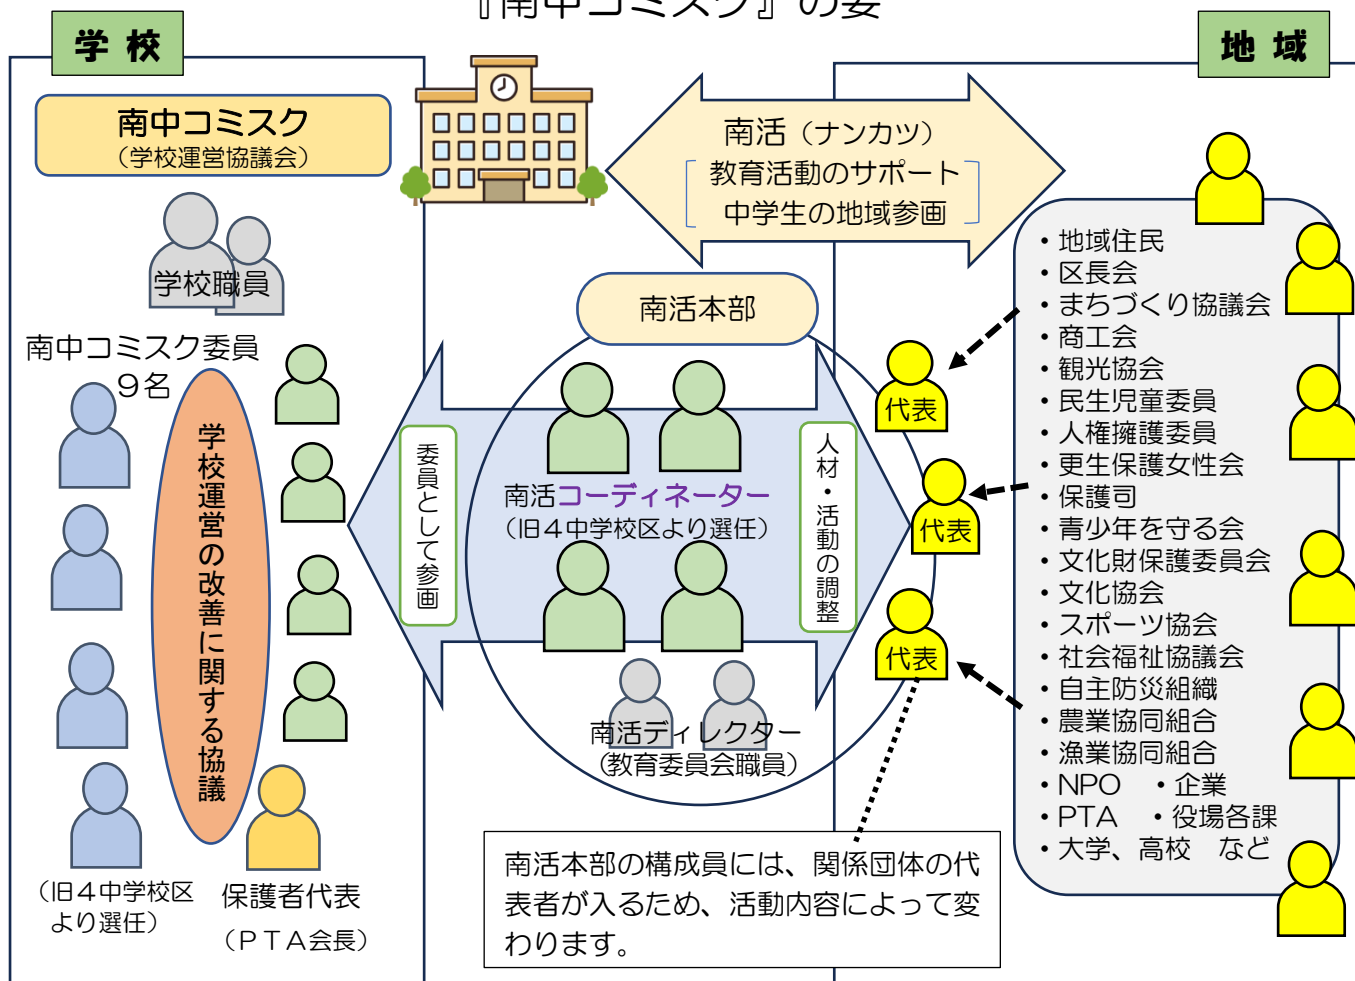 『南中コミスク』の姿
学 校
地 域
南中コミスク
（学校運営協議会）
学校職員
南中コミスク委員
９名
学校運営の改善に関する協議
（旧４中学校区
より選任）
保護者代表
（ＰＴＡ会長）
南活（ナンカツ）
教育活動のサポート
中学生の地域参画
南活本部
委員として参画
南活コーディネーター
（旧４中学校区より選任）
人材・活動の調整
南活ディレクター
（教育委員会職員）
代表
代表
代表
南活本部の構成員には、関係団体の代
表者が入るため、活動内容によって変
わります。
・地域住民
・区長会
・まちづくり協議会
・商工会
・観光協会
・民生児童委員
・人権擁護委員
・更生保護女性会
・保護司
・青少年を守る会
・文化財保護委員会
・文化協会
・スポーツ協会
・社会福祉協議会
・自主防災組織
・農業協同組合
・漁業協同組合
・NPO　・企業
・PTA　・役場各課
・大学、高校　など